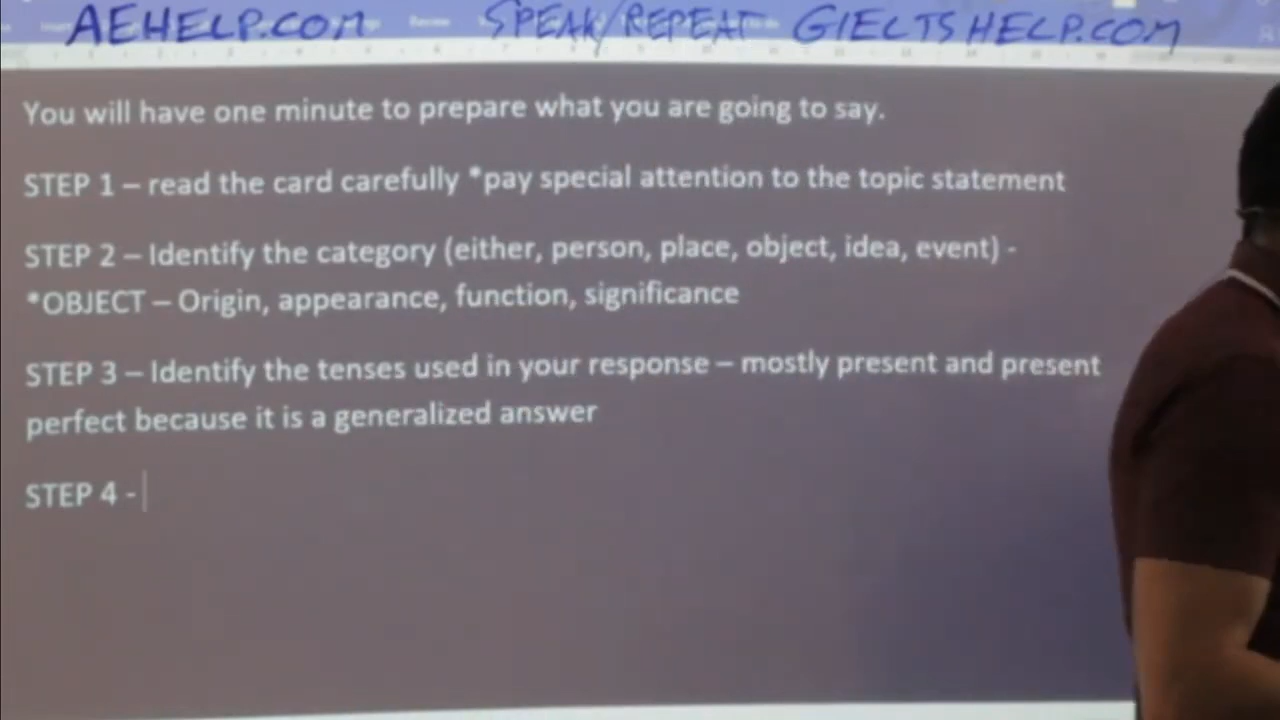 AEHELP.COM SPEAK/REPEAT GIELTSHELP.COM
Review
You will have one minute to prepare what you are going to say.
STEP 1 – read the card carefully *pay special attention to the topic statement
STEP 2 – Identify the category (either, person, place, object, idea, event) -
*OBJECT – Origin, appearance, function, significance
STEP 3 – Identify the tenses used in your response – mostly present and present
perfect because it is a generalized answer
STEP 4 -